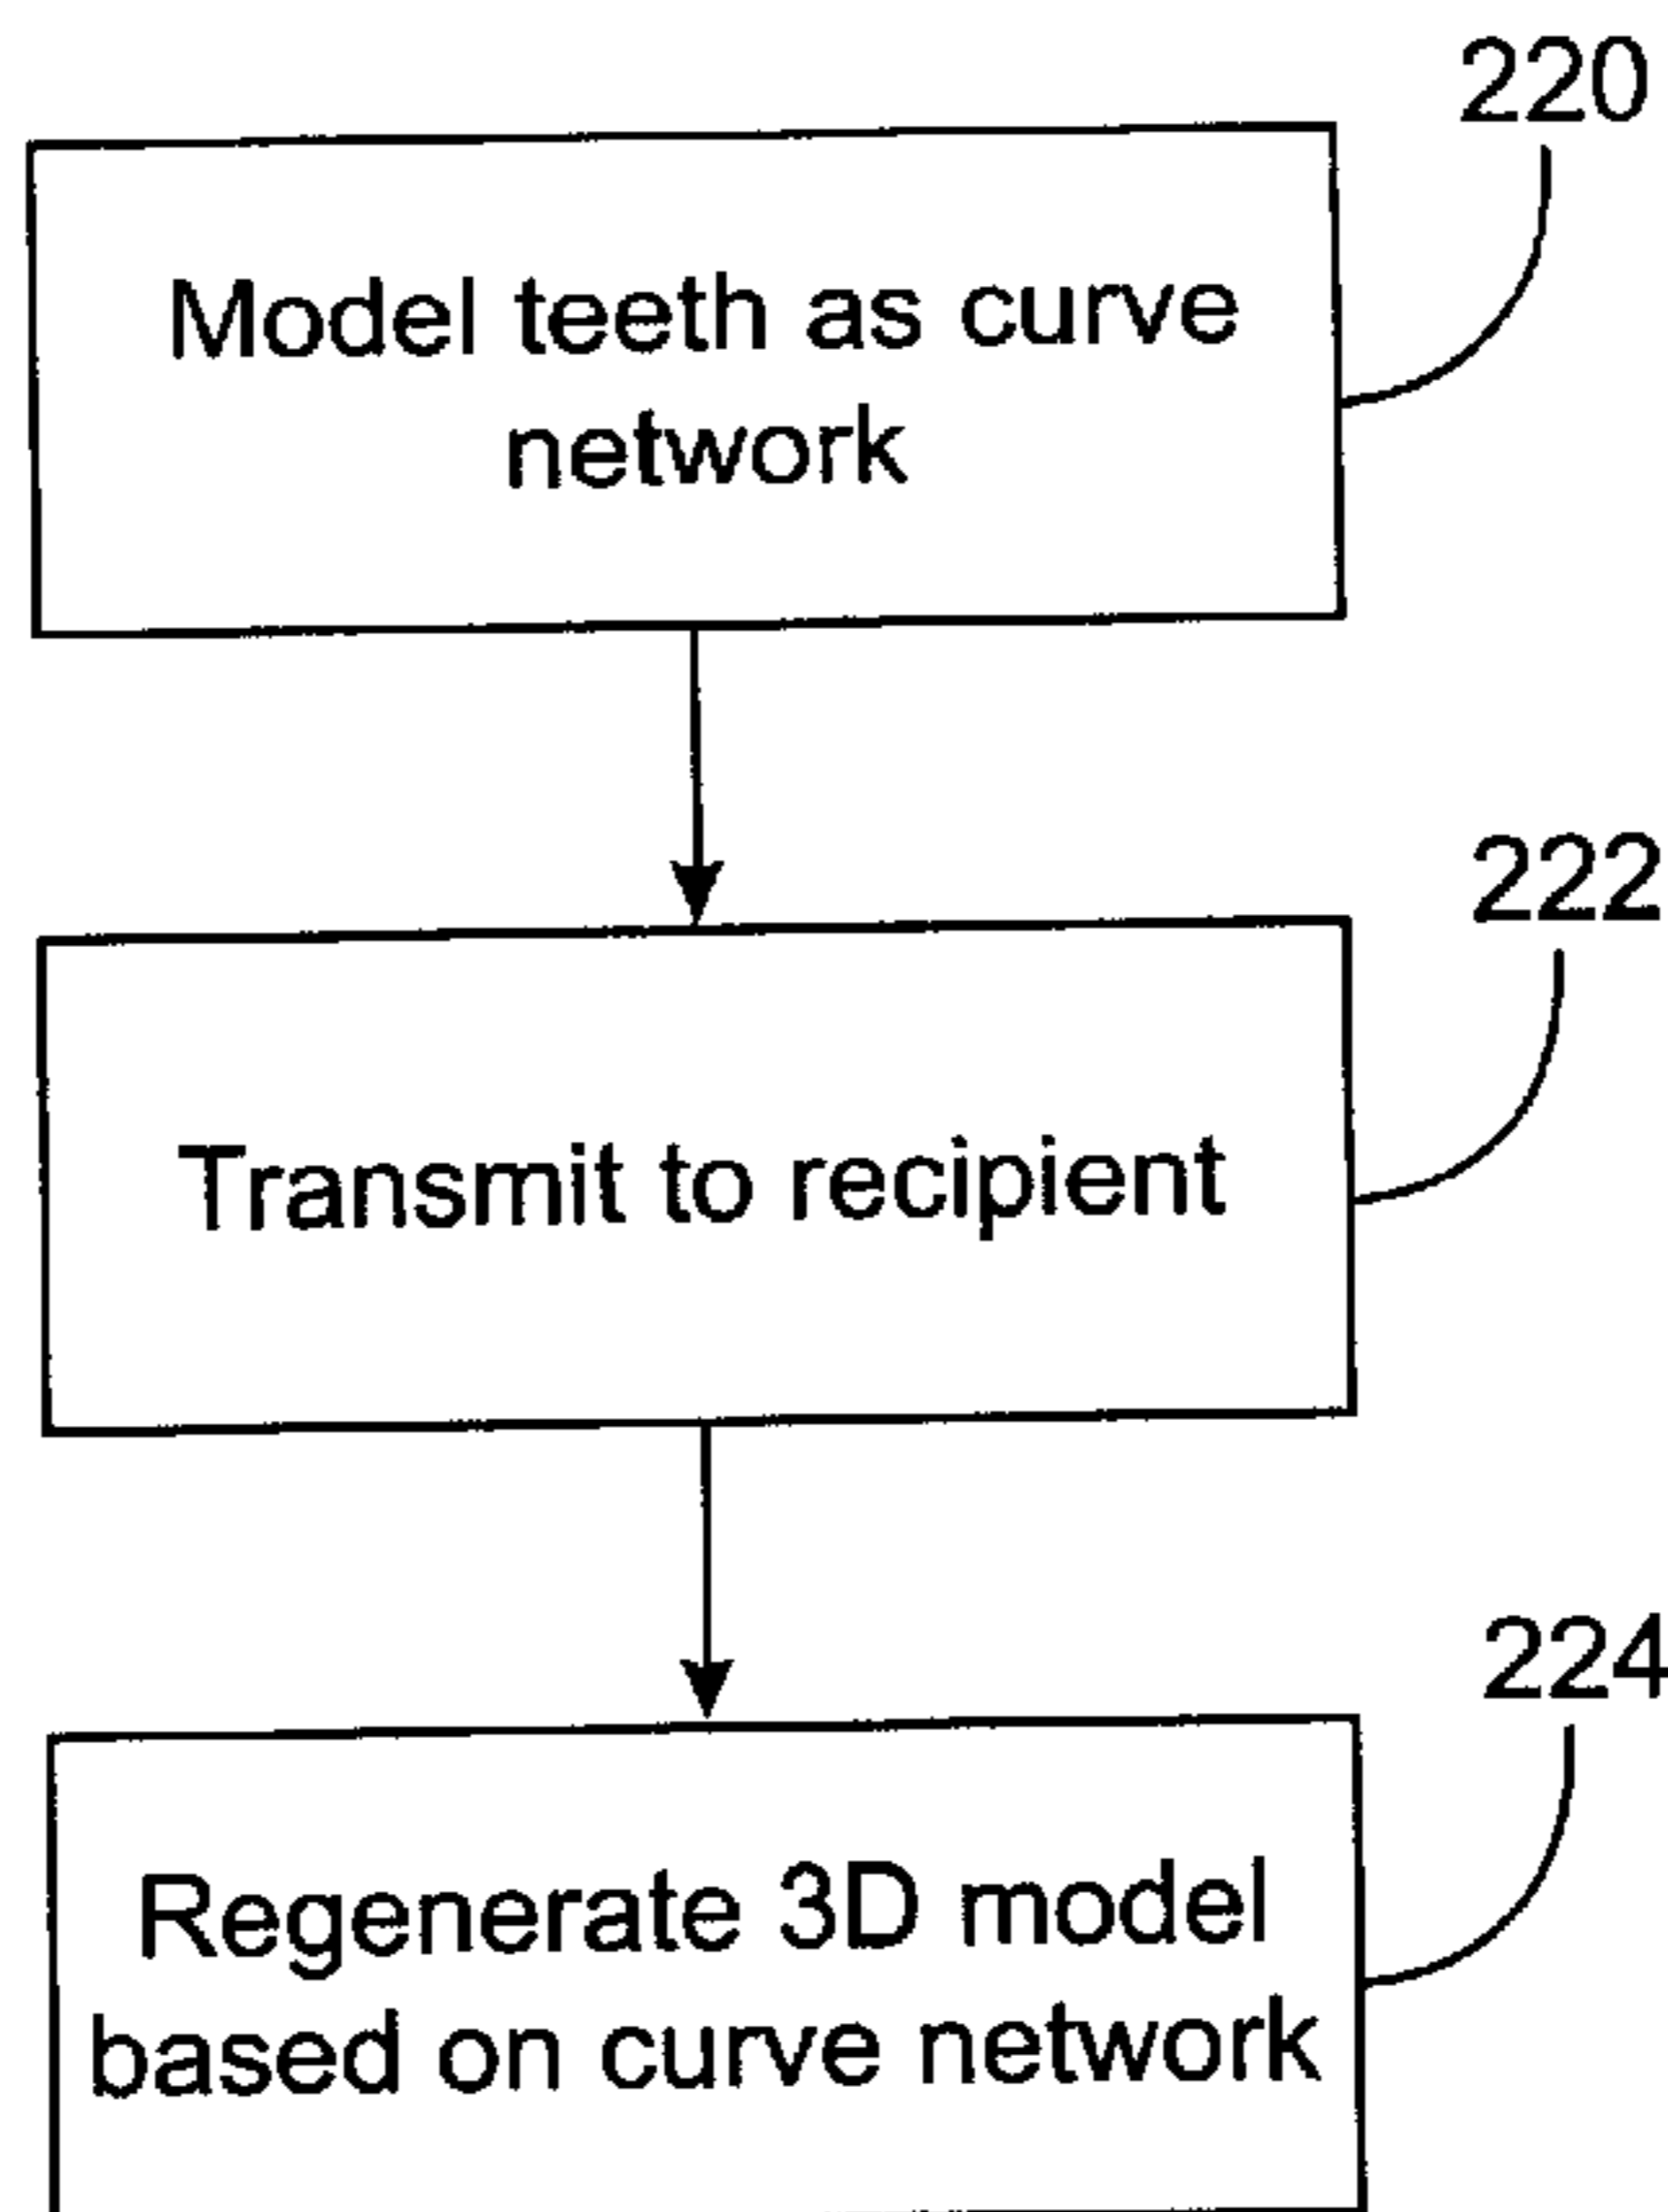 220
Model teeth as curve
network
222
Transmit to recipient
224
Regenerate 3D model
based on curve network